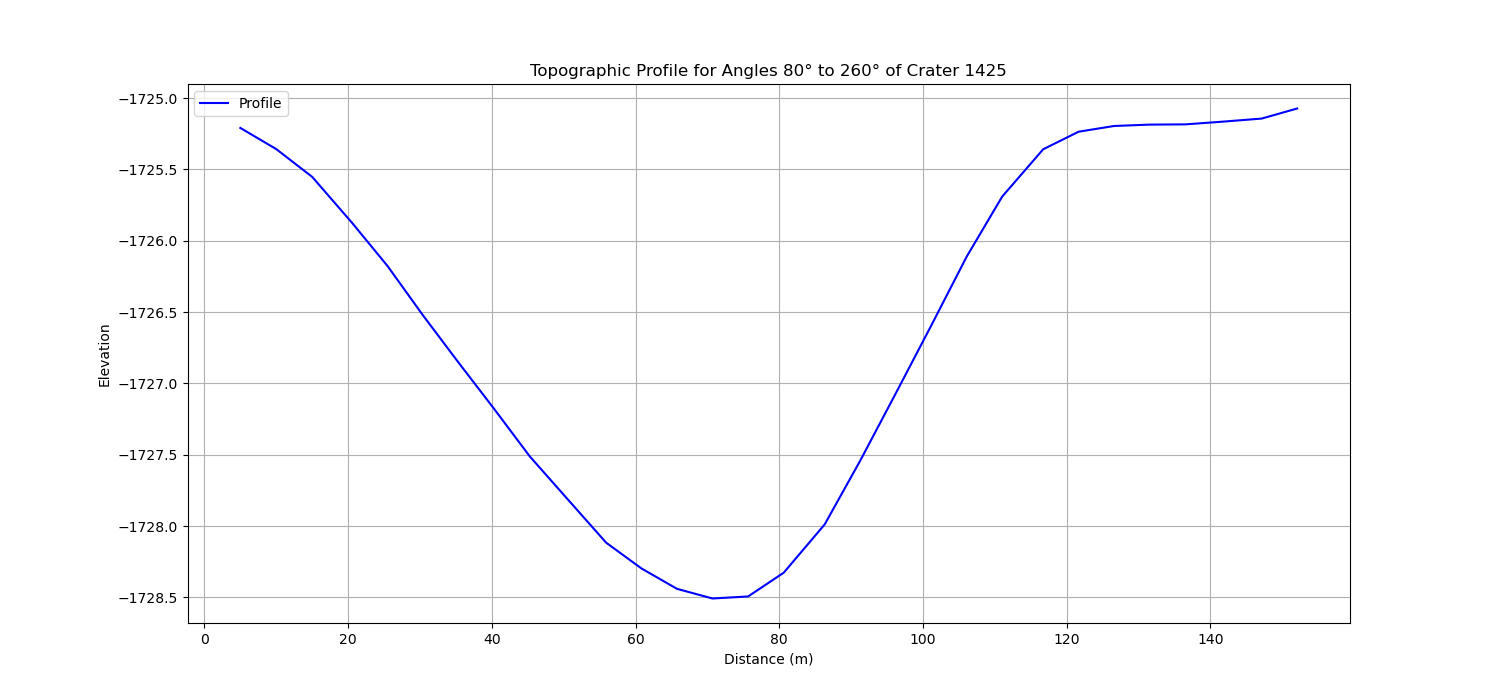 Topographic Profile for Angles 80° to 260° of Crater 1425
Profile
−1725.0
−1725.5
−1726.0
−1726.5
−1727.0
−1727.5
−1728.0
−1728.5
Elevation
0 20 40 60 80 100 120 140
Distance (m)